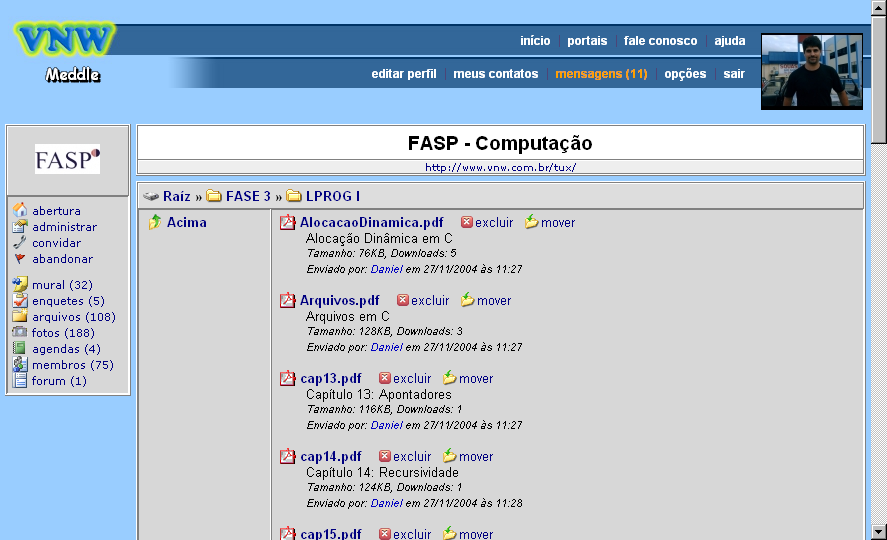 VNW
Meddle
início portais fale conosco ajuda
editar perfil meus contatos mensagens (11) opções sair
FASP
FASP - Computação
http://www.vnw.com.br/tux/
abertura
administrar
convidar
abandonar
mural (32)
enquetes (5)
arquivos (108)
fotos (188)
agendas (4)
membros (75)
forum (1)
Raíz » FASE 3 » LPROG I
Acima
AlocacaoDinamica.pdf excluir mover
Alocação Dinâmica em C
Tamanho: 76KB, Downloads: 5
Enviado por: Daniel em 27/11/2004 às 11:27
Arquivos.pdf excluir mover
Arquivos em C
Tamanho: 128KB, Downloads: 3
Enviado por: Daniel em 27/11/2004 às 11:27
cap13.pdf excluir mover
Capítulo 13: Apontadores
Tamanho: 116KB, Downloads: 1
Enviado por: Daniel em 27/11/2004 às 11:27
cap14.pdf excluir mover
Capítulo 14: Recursividade
Tamanho: 124KB, Downloads: 1
Enviado por: Daniel em 27/11/2004 às 11:28
cap15.pdf excluir mover